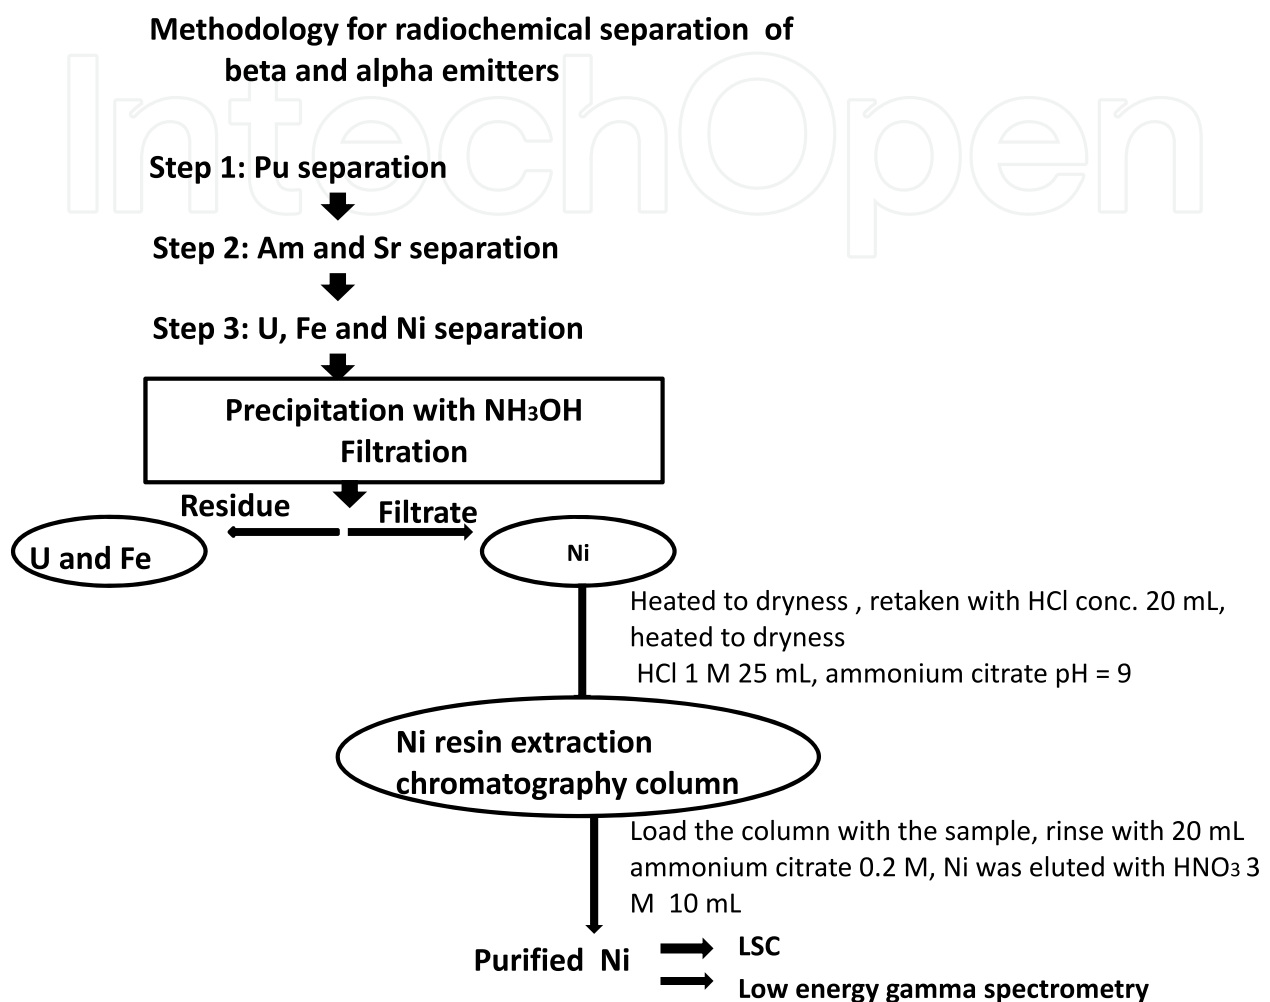 IntechOpen
Methodology for radiochemical separation of
beta and alpha emitters
Step 1: Pu separation
Step 2: Am and Sr separation
Step 3: U, Fe and Ni separation
Precipitation with NH₃OH
Filtration
Residue
Filtrate
U and Fe
Ni
Heated to dryness , retaken with HCl conc. 20 mL,
heated to dryness
HCl 1 M 25 mL, ammonium citrate pH = 9
Ni resin extraction
chromatography column
Load the column with the sample, rinse with 20 mL
ammonium citrate 0.2 M, Ni was eluted with HNO₃ 3
M 10 mL
Purified Ni
LSC
Low energy gamma spectrometry